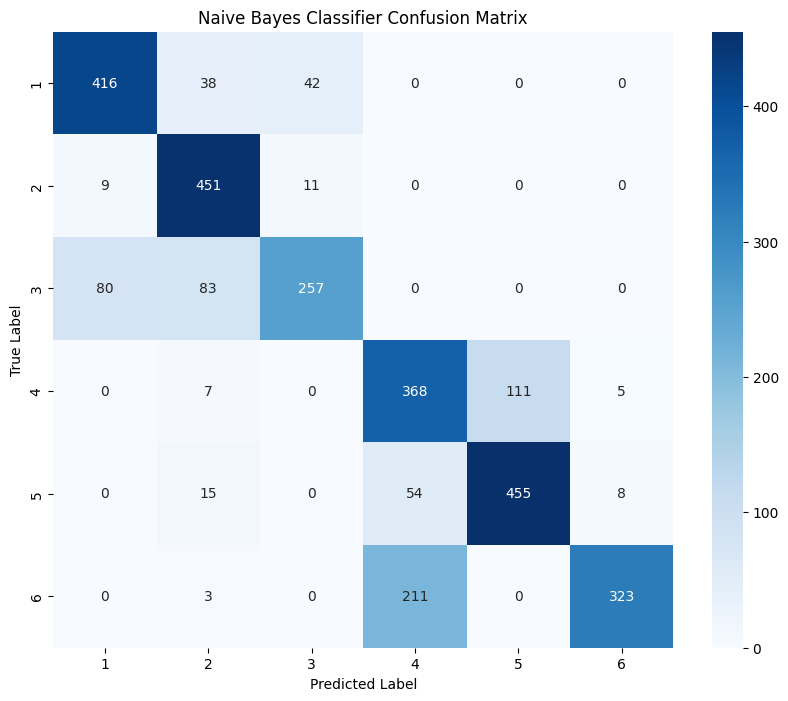 Naive Bayes Classifier Confusion Matrix
1 416 38 42 0 0 0
2 9 451 11 0 0 0
3 80 83 257 0 0 0
4 0 7 0 368 111 5
5 0 15 0 54 455 8
6 0 3 0 211 0 323
1 2 3 4 5 6
Predicted Label
True Label
400
300
200
100
0